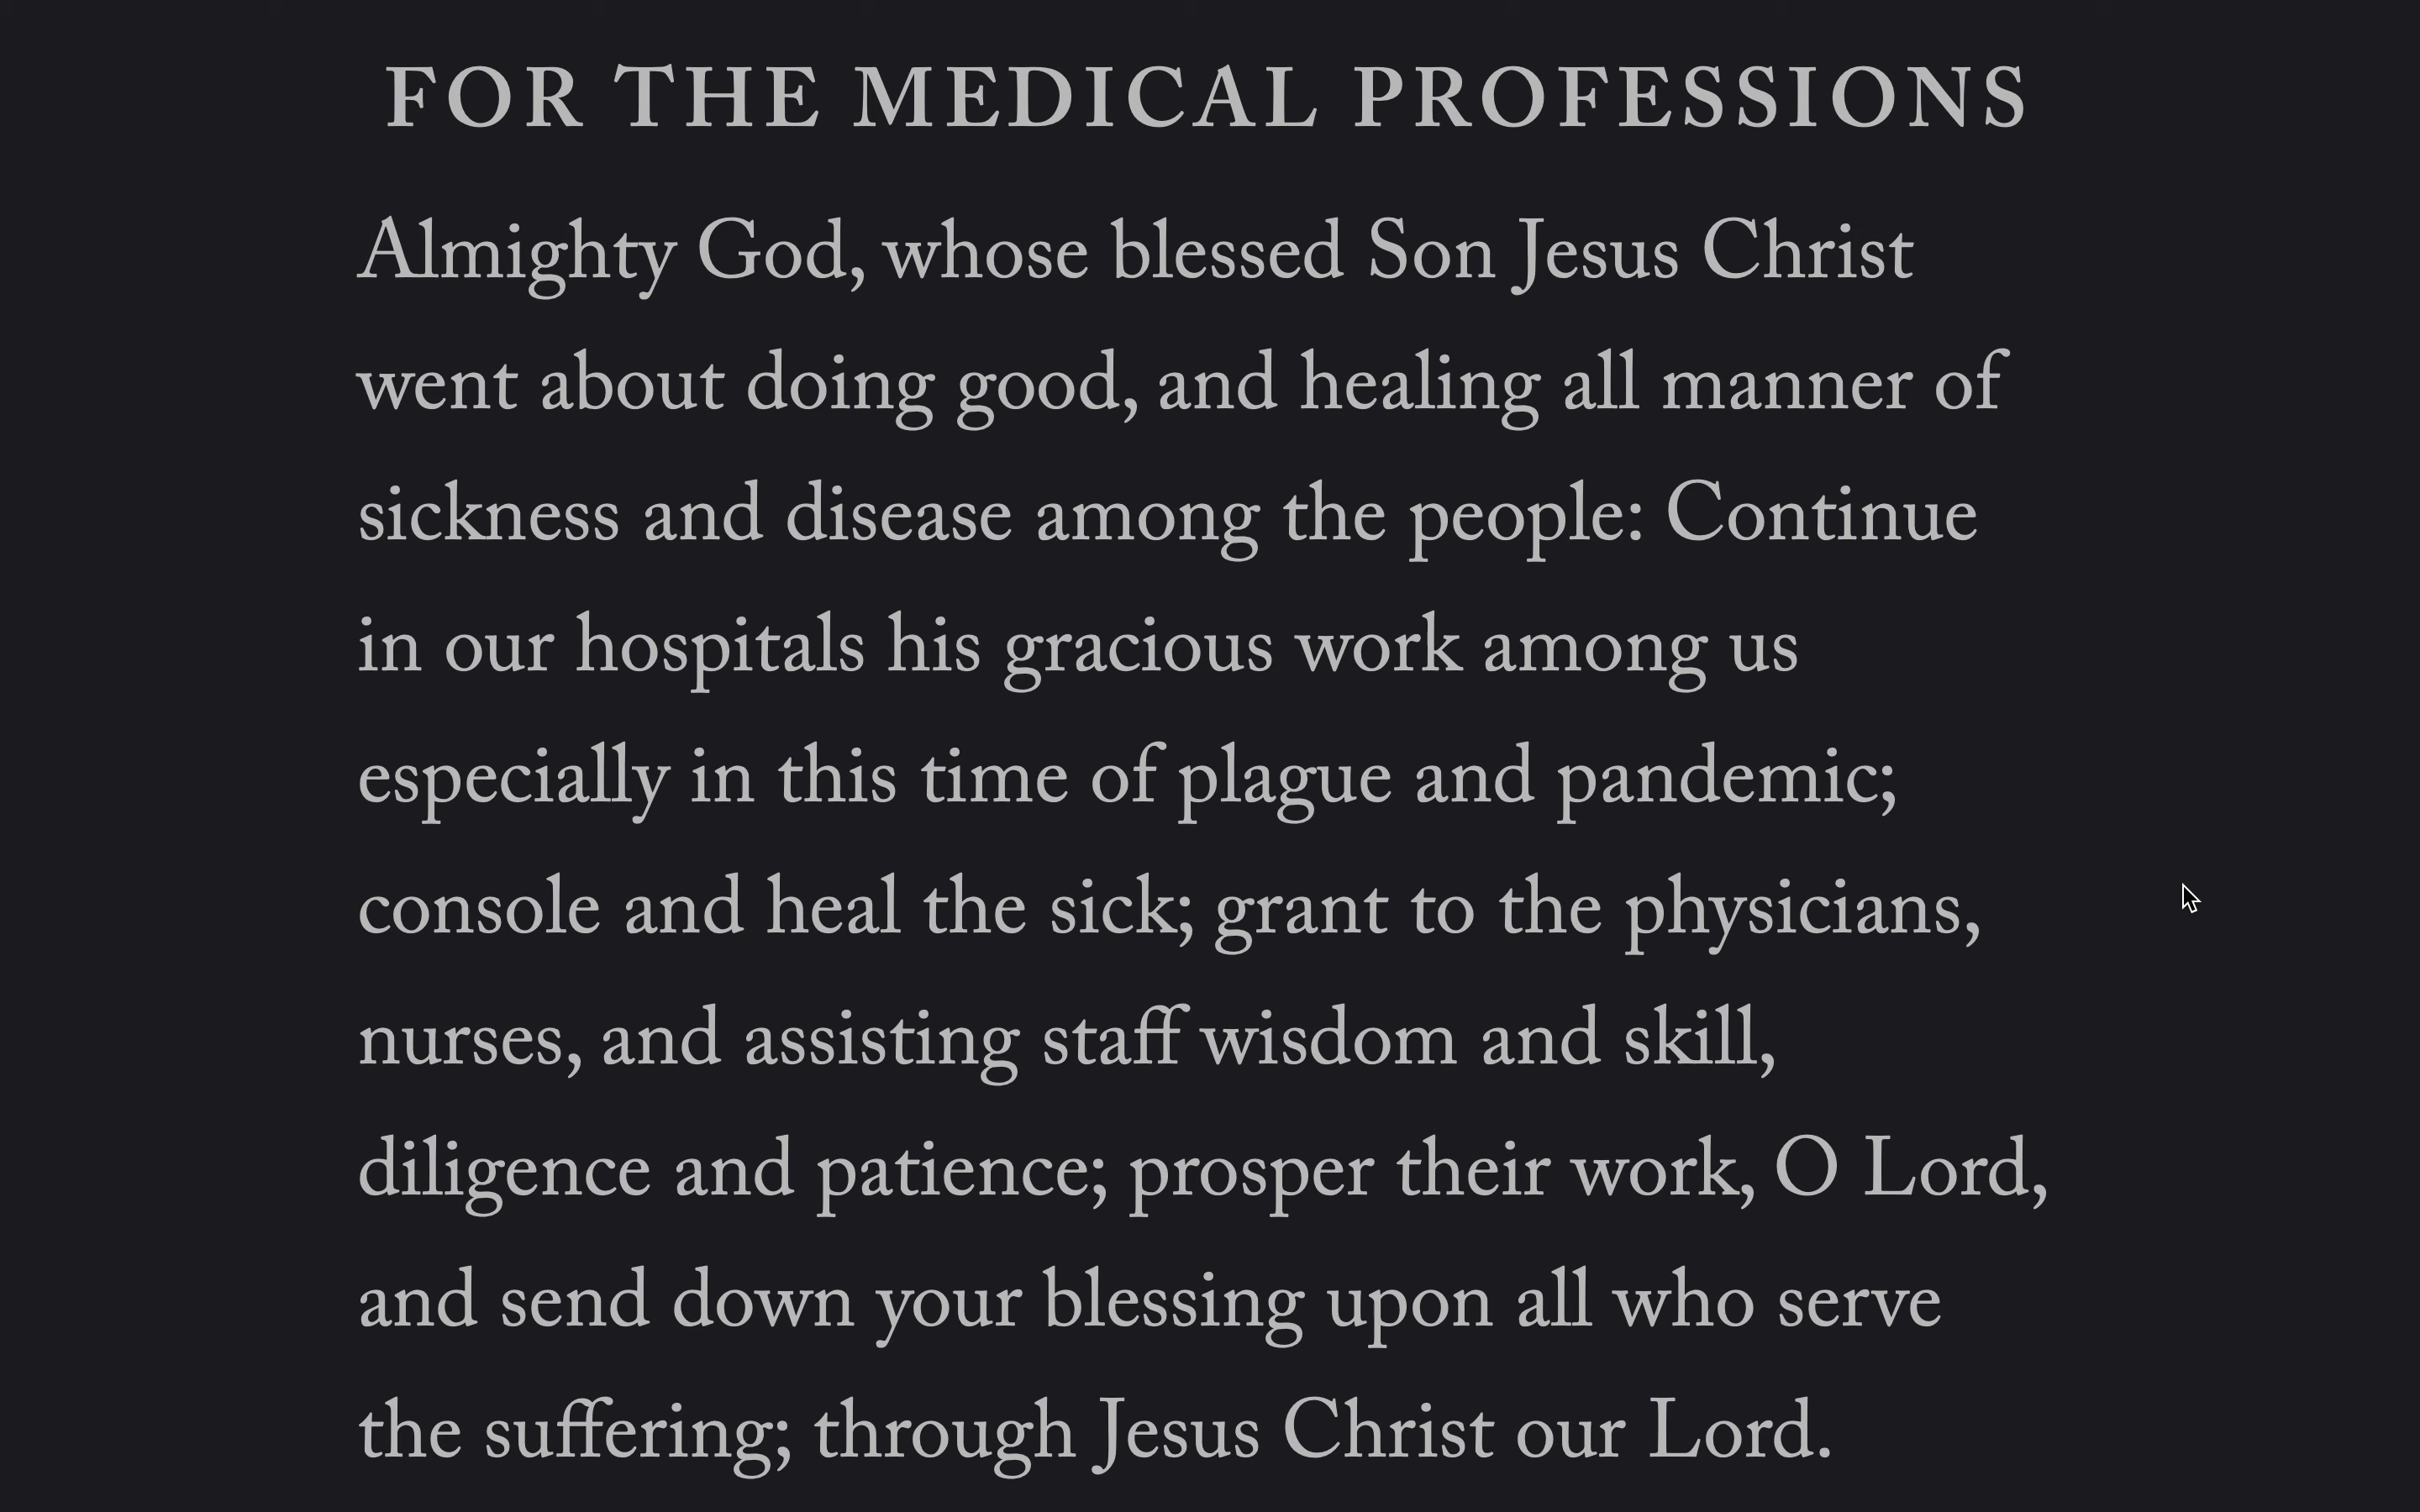 FOR THE MEDICAL PROFESSIONS
Almighty God, whose blessed Son Jesus Christ
went about doing good, and healing all manner of
sickness and disease among the people: Continue
in our hospitals his gracious work among us
especially in this time of plague and pandemic;
console and heal the sick; grant to the physicians,
nurses, and assisting staff wisdom and skill,
diligence and patience; prosper their work, O Lord,
and send down your blessing upon all who serve
the suffering; through Jesus Christ our Lord.